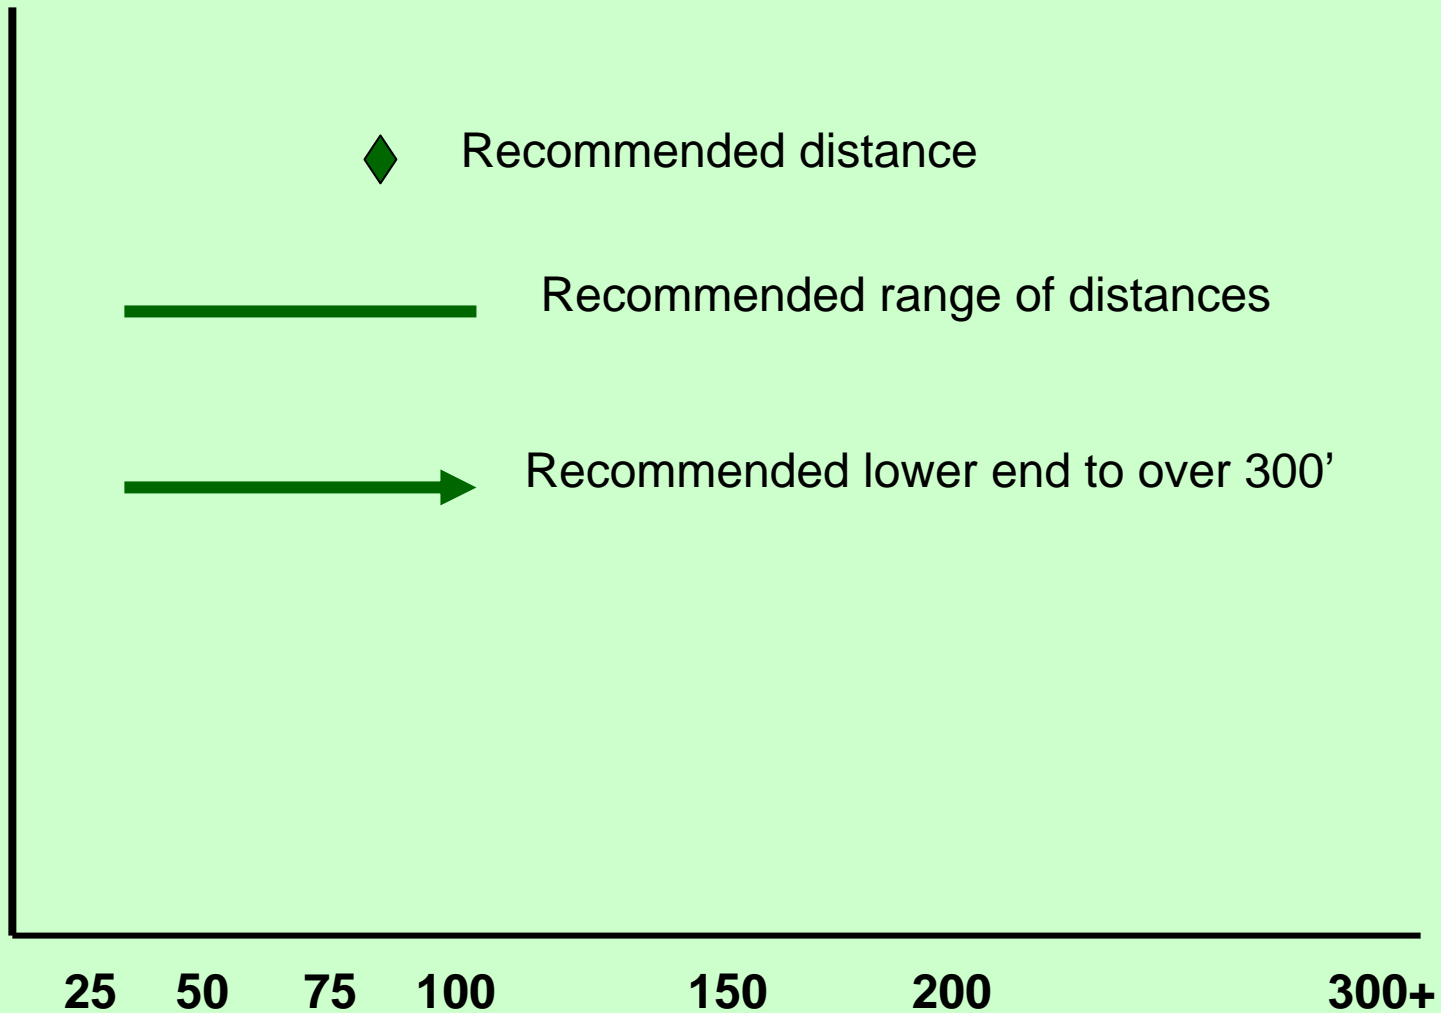 Recommended distance
Recommended range of distances
Recommended lower end to over 300’
25 50 75 100 150 200 300+